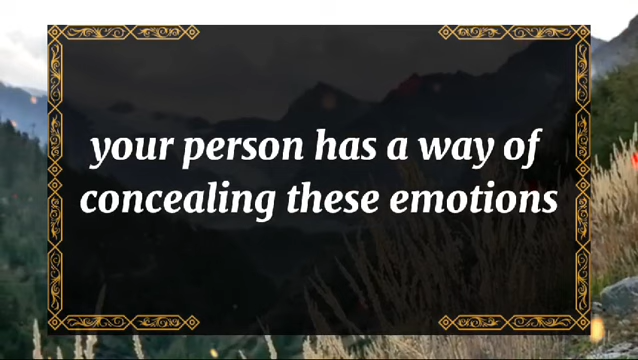 your person has a way of
concealing these emotions